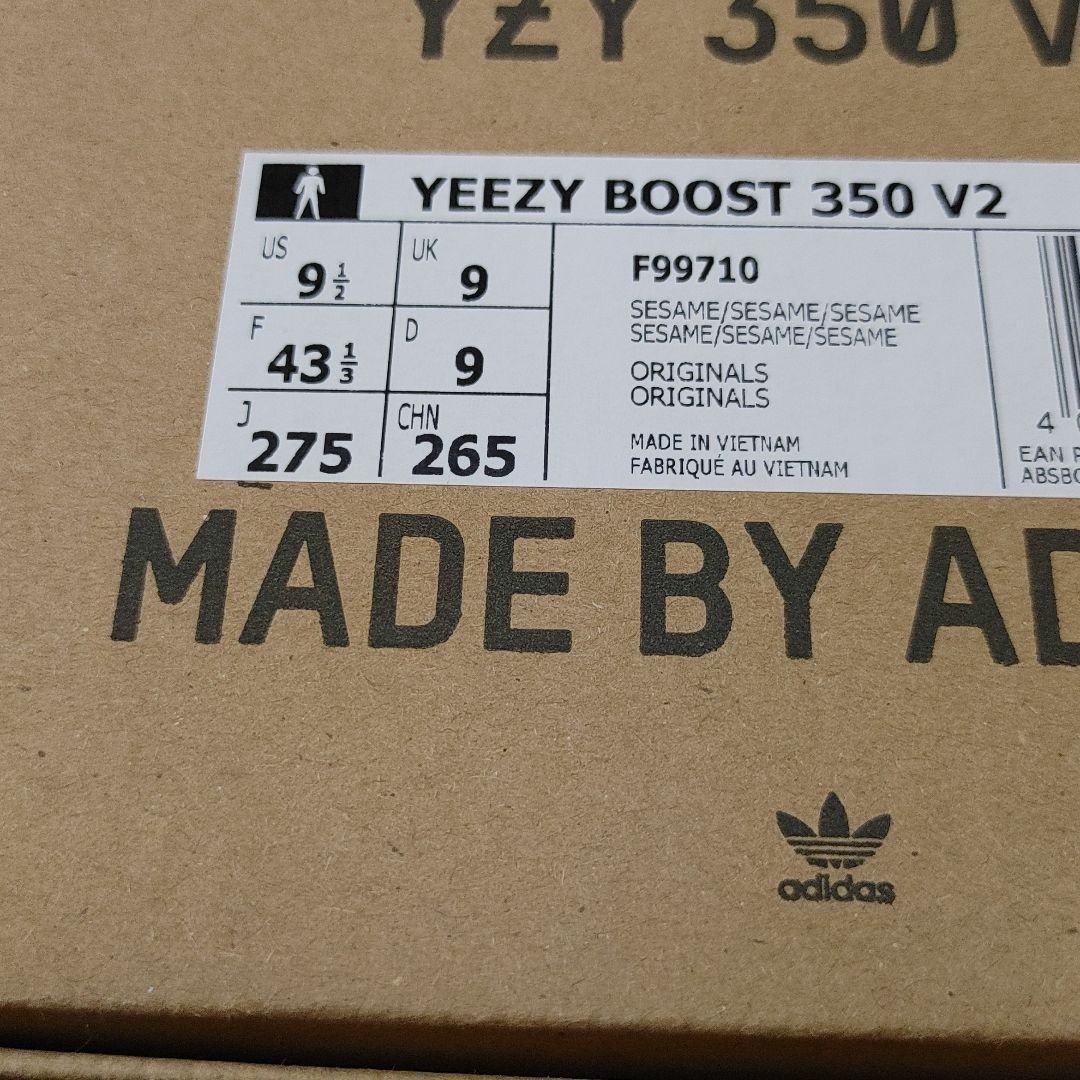 YZY 350 V
YEEZY BOOST 350 V2
US 9 1/2 UK 9
F 43 1/3 D 9
J 275 CHN 265
F99710
SESAME/SESAME/SESAME
SESAME/SESAME/SESAME
ORIGINALS
ORIGINALS
MADE IN VIETNAM
FABRIQUÉ AU VIETNAM
4
EAN
MADE BY AD
adidas